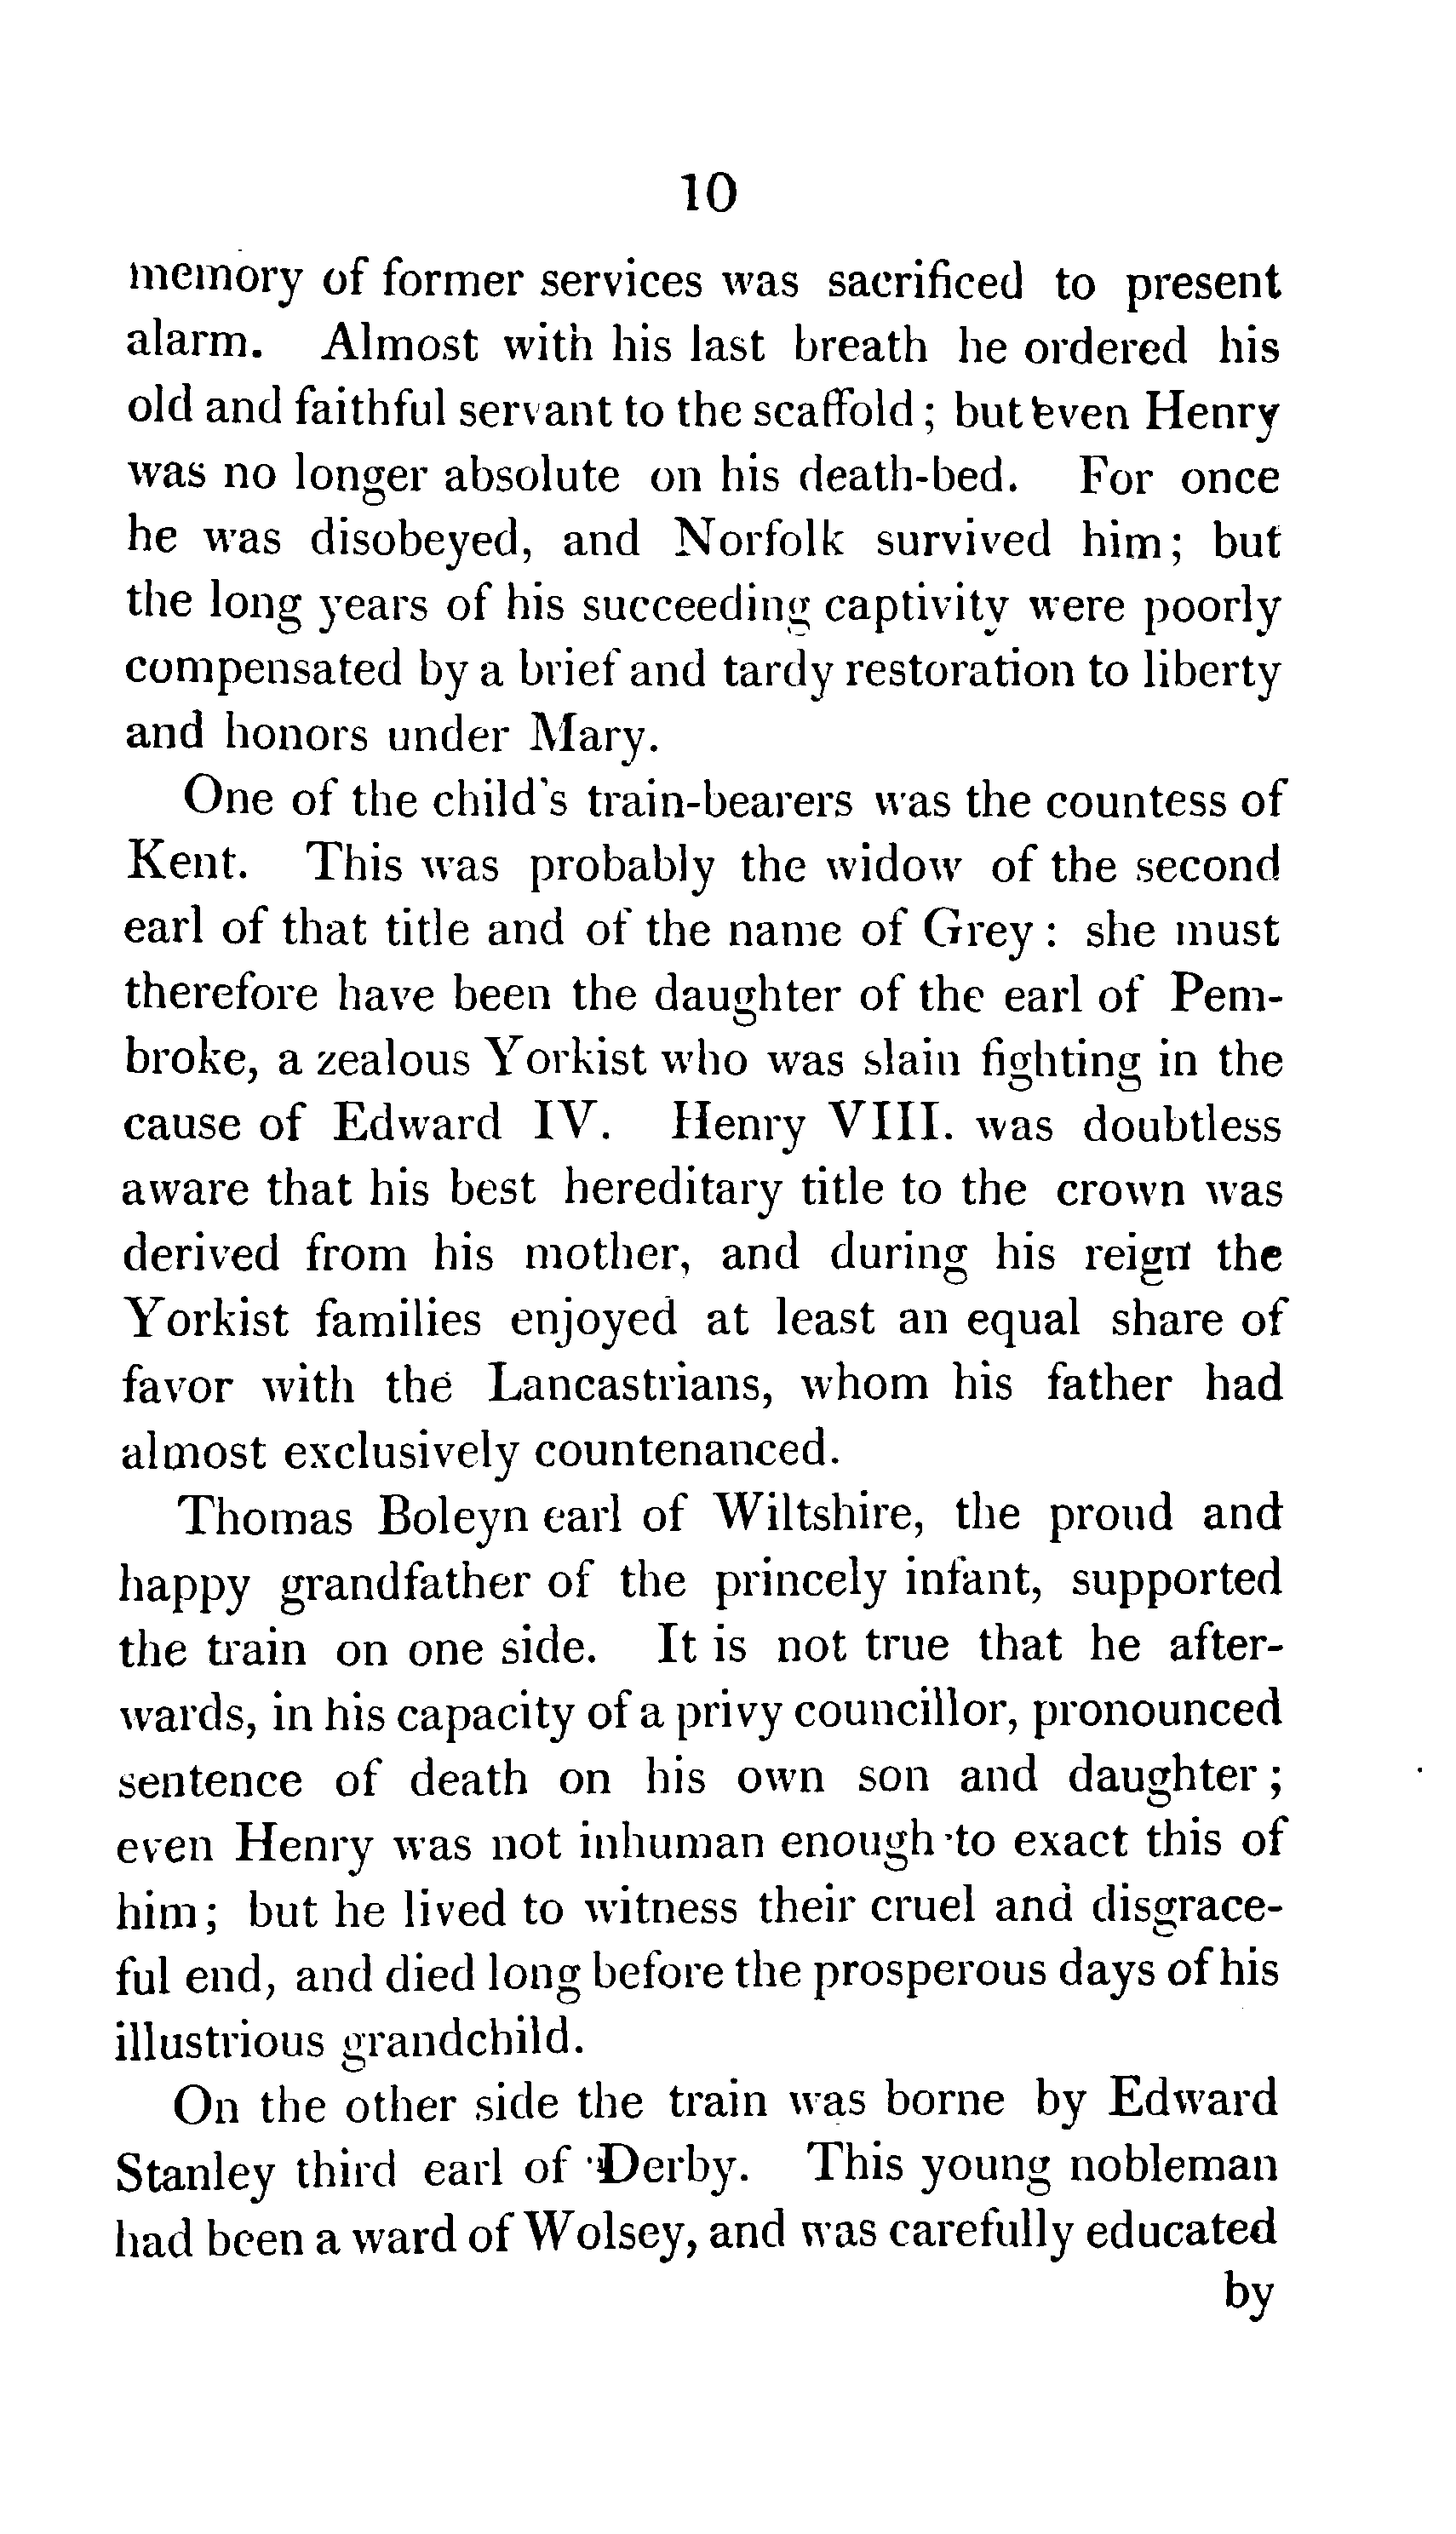 10
memory of former services was sacrificed to present
alarm. Almost with his last breath he ordered his
old and faithful servant to the scaffold; but even Henry
was no longer absolute on his death-bed. For once
he was disobeyed, and Norfolk survived him; but
the long years of his succeeding captivity were poorly
compensated by a brief and tardy restoration to liberty
and honors under Mary.
One of the child's train-bearers was the countess of
Kent. This was probably the widow of the second
earl of that title and of the name of Grey: she must
therefore have been the daughter of the earl of Pem-
broke, a zealous Yorkist who was slain fighting in the
cause of Edward IV. Henry VIII. was doubtless
aware that his best hereditary title to the crown was
derived from his mother, and during his reign the
Yorkist families enjoyed at least an equal share of
favor with the Lancastrians, whom his father had
almost exclusively countenanced.
Thomas Boleyn earl of Wiltshire, the proud and
happy grandfather of the princely infant, supported
the train on one side. It is not true that he after-
wards, in his capacity of a privy councillor, pronounced
sentence of death on his own son and daughter;
even Henry was not inhuman enough to exact this of
him; but he lived to witness their cruel and disgrace-
ful end, and died long before the prosperous days of his
illustrious grandchild.
On the other side the train was borne by Edward
Stanley third earl of Derby. This young nobleman
had been a ward of Wolsey, and was carefully educated
by